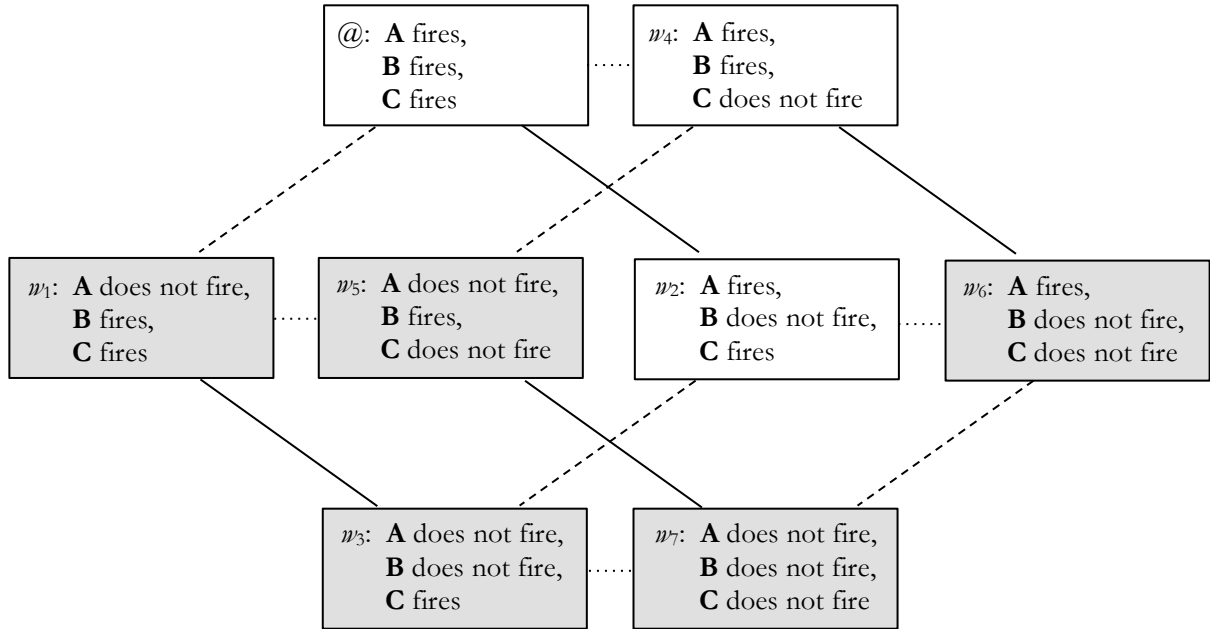 @: A fires,
B fires,
C fires
w4: A fires,
B fires,
C does not fire
w1: A does not fire,
B fires,
C fires
w5: A does not fire,
B fires,
C does not fire
w2: A fires,
B does not fire,
C fires
w6: A fires,
B does not fire,
C does not fire
w3: A does not fire,
B does not fire,
C fires
w7: A does not fire,
B does not fire,
C does not fire